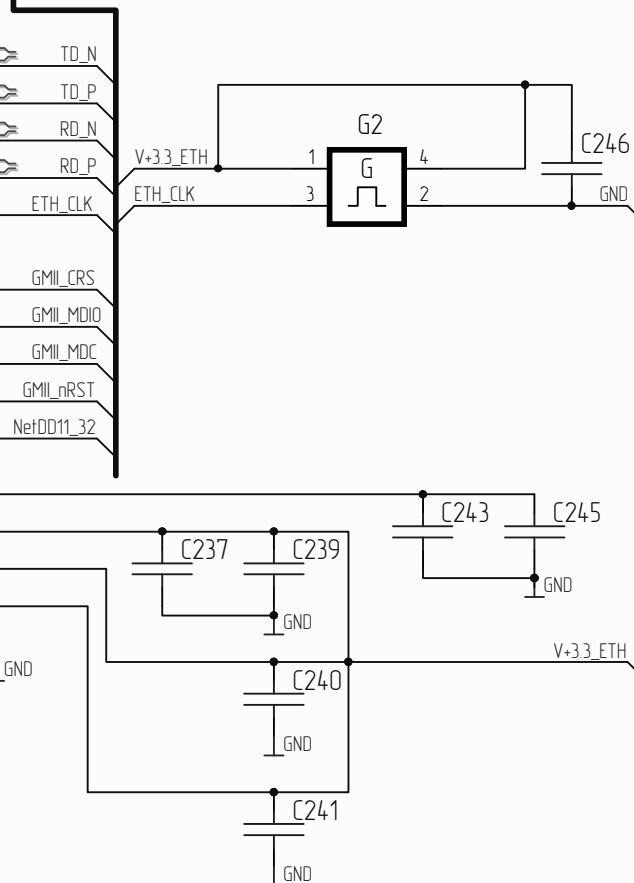 TD_N
TD_P
RD_N
RD_P
ETH_CLK
GMII_CRS
GMII_MDIO
GMII_MDC
GMII_nRST
NetDD11_32
V+3.3_ETH
ETH_CLK
G2
1
3
G
4
2
C246
GND
C243
C245
GND
C237
C239
GND
V+3.3_ETH
_GND
C240
GND
C241
GND